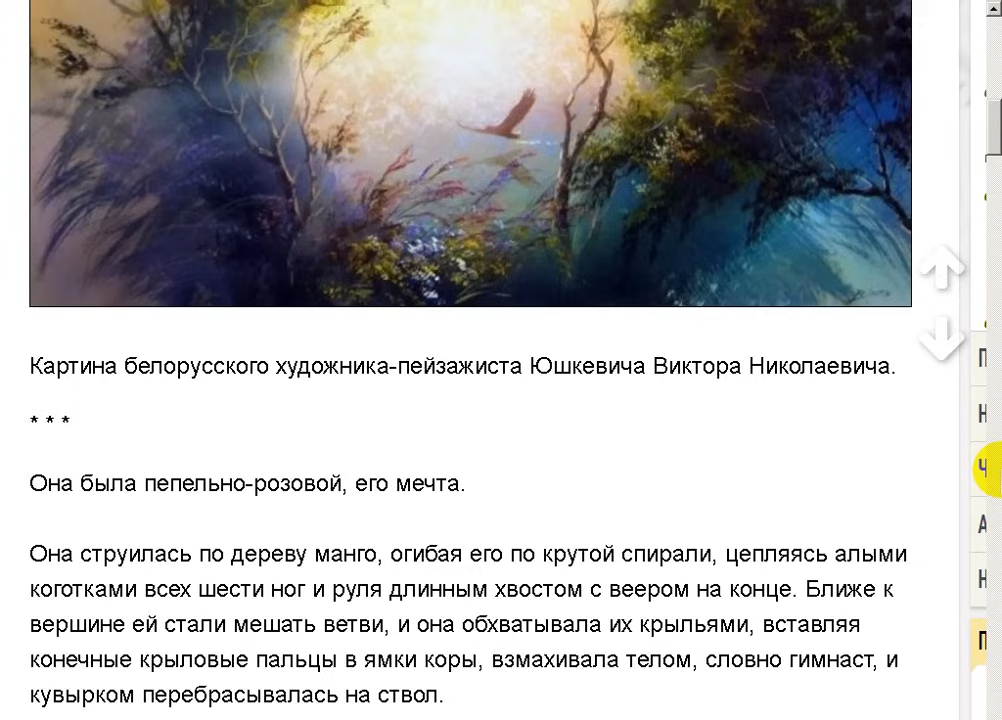 Картина белорусского художника-пейзажиста Юшкевича Виктора Николаевича.
* * *
Она была пепельно-розовой, его мечта.
Она струилась по дереву манго, огибая его по крутой спирали, цепляясь алыми
коготками всех шести ног и руля длинным хвостом с веером на конце. Ближе к
вершине ей стали мешать ветви, и она обхватывала их крыльями, вставляя
конечные крыловые пальцы в ямки коры, взмахивала телом, словно гимнаст, и
кувырком перебрасывалась на ствол.
П
Н
Ч
А
Н
П